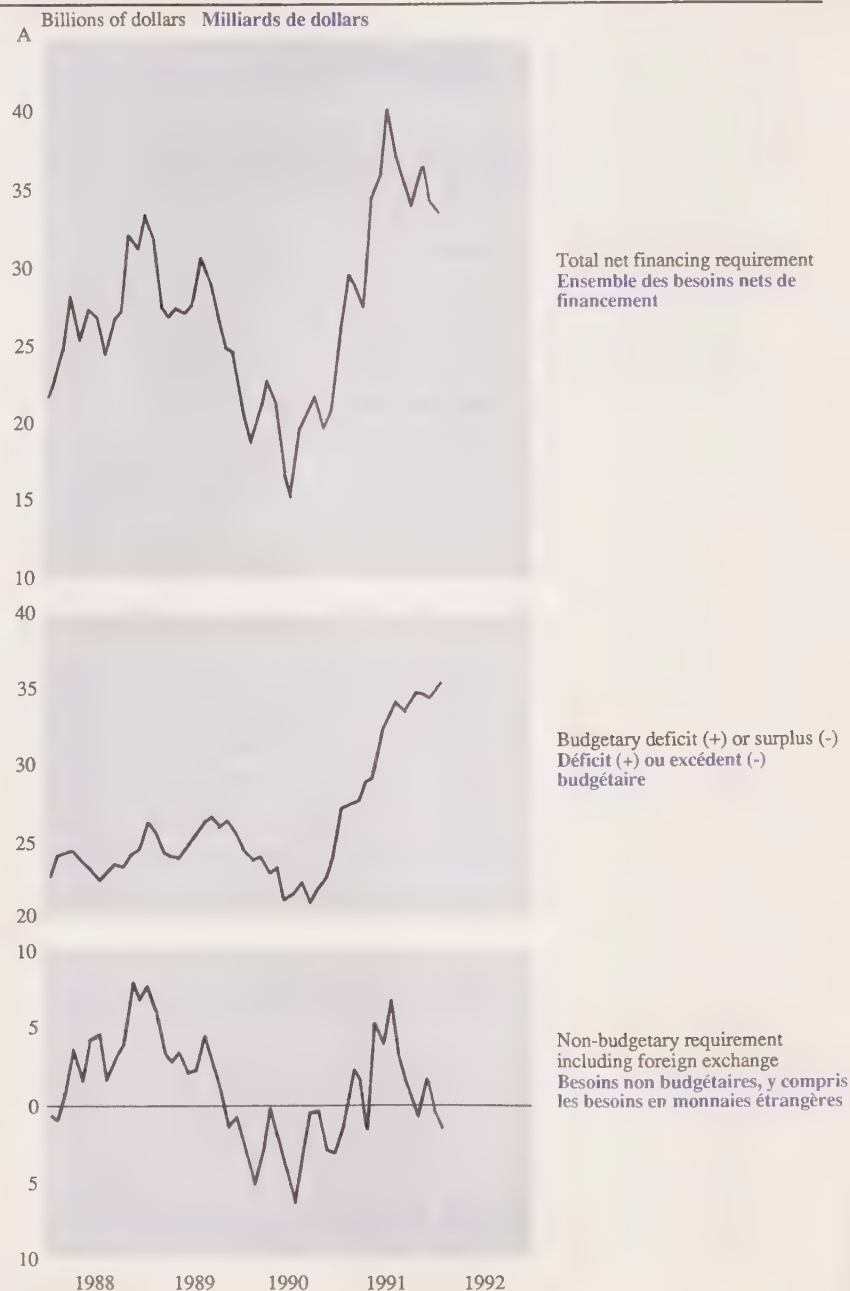 Billions of dollars Milliards de dollars
A
40
35
30
25
20
15
10
Total net financing requirement
Ensemble des besoins nets de
financement
40
35
30
25
20
Budgetary deficit (+) or surplus (-)
Déficit (+) ou excédent (-)
budgétaire
10
5
0
5
10
Non-budgetary requirement
including foreign exchange
Besoins non budgétaires, y compris
les besoins en monnaies étrangères
1988 1989 1990 1991 1992